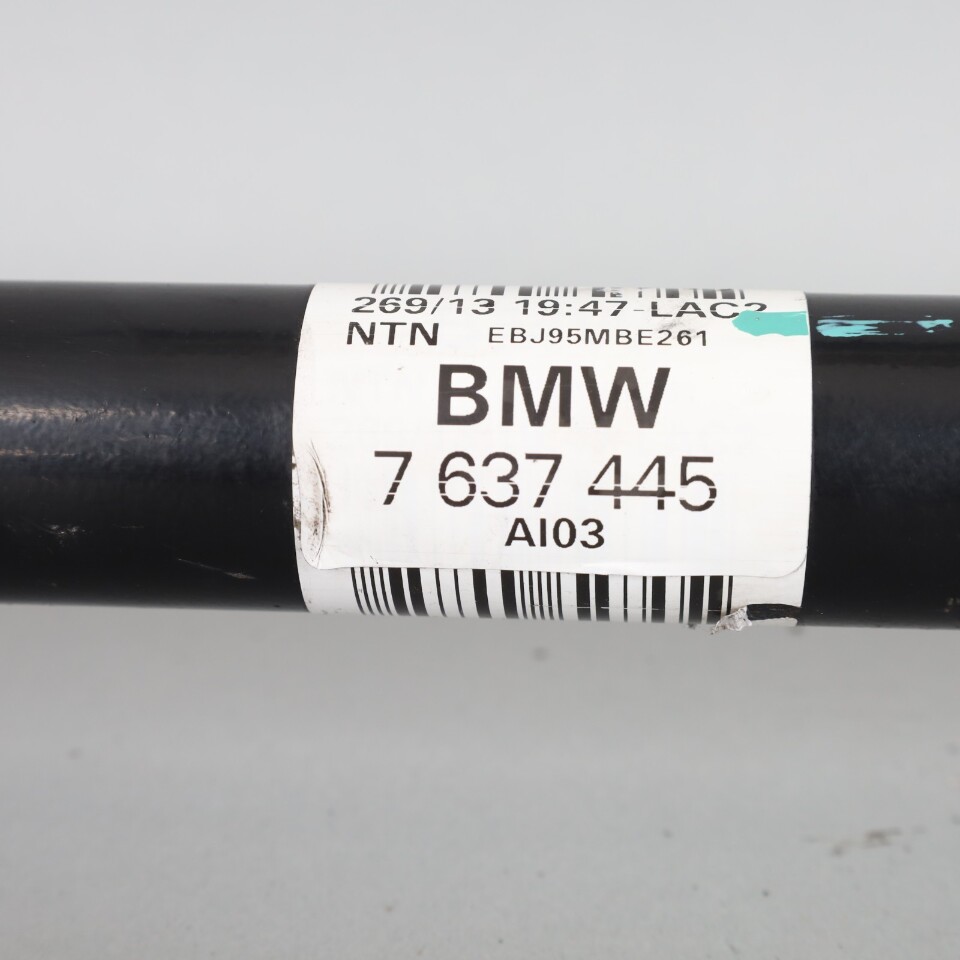 269/13 19:47-LAC2
NTN EBJ95MBE261
BMW
7 637 445
AI03